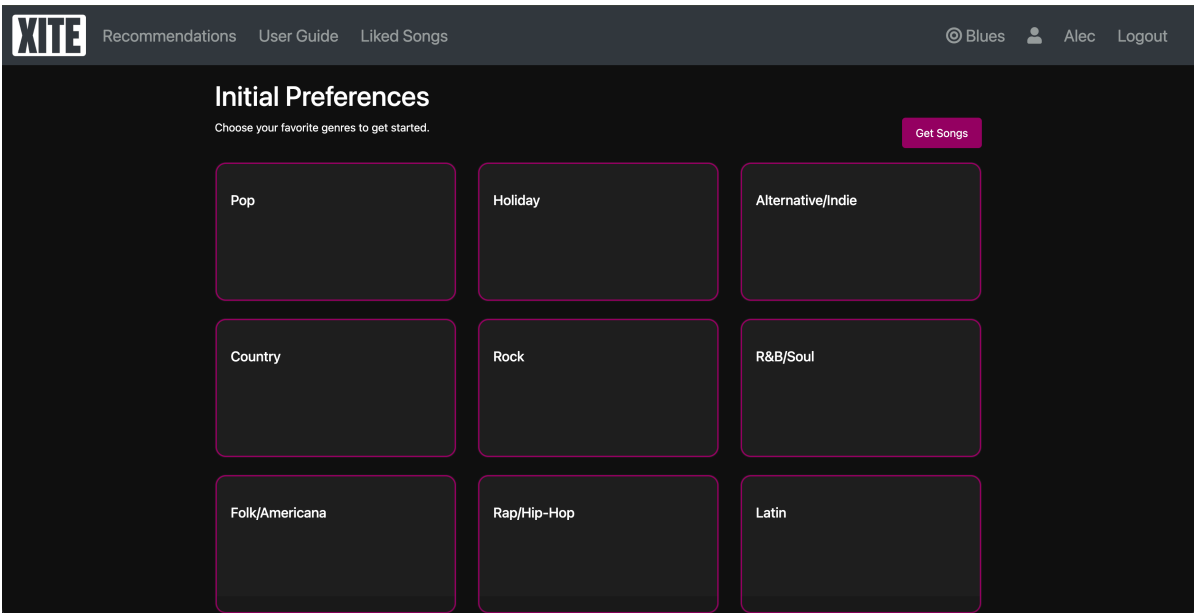 XITE Recommendations User Guide Liked Songs Blues Alec Logout
Initial Preferences
Choose your favorite genres to get started.
Get Songs
Pop Holiday Alternative/Indie
Country Rock R&B/Soul
Folk/Americana Rap/Hip-Hop Latin